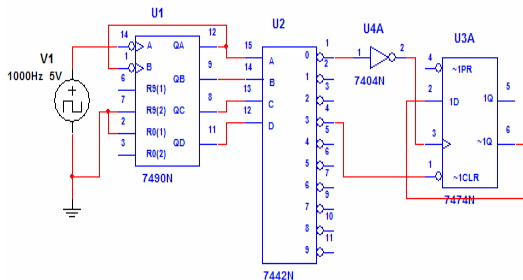 V1
1000Hz 5V
U1
14 A QA 12
1 B QB 9
6 R9(1)
7 R9(2) QC 8
2 R0(1)
3 R0(2) QD 11
7490N
U2
15 A 0 1
1 2
14 B 2 3
13 C 3 4
12 D 4 5
5 6
6 7
7 9
8 10
9 11
7442N
U4A
1 2
7404N
U3A
4 ~1PR
2 1D 1Q 5
3 ~1Q 6
1 ~1CLR
7474N